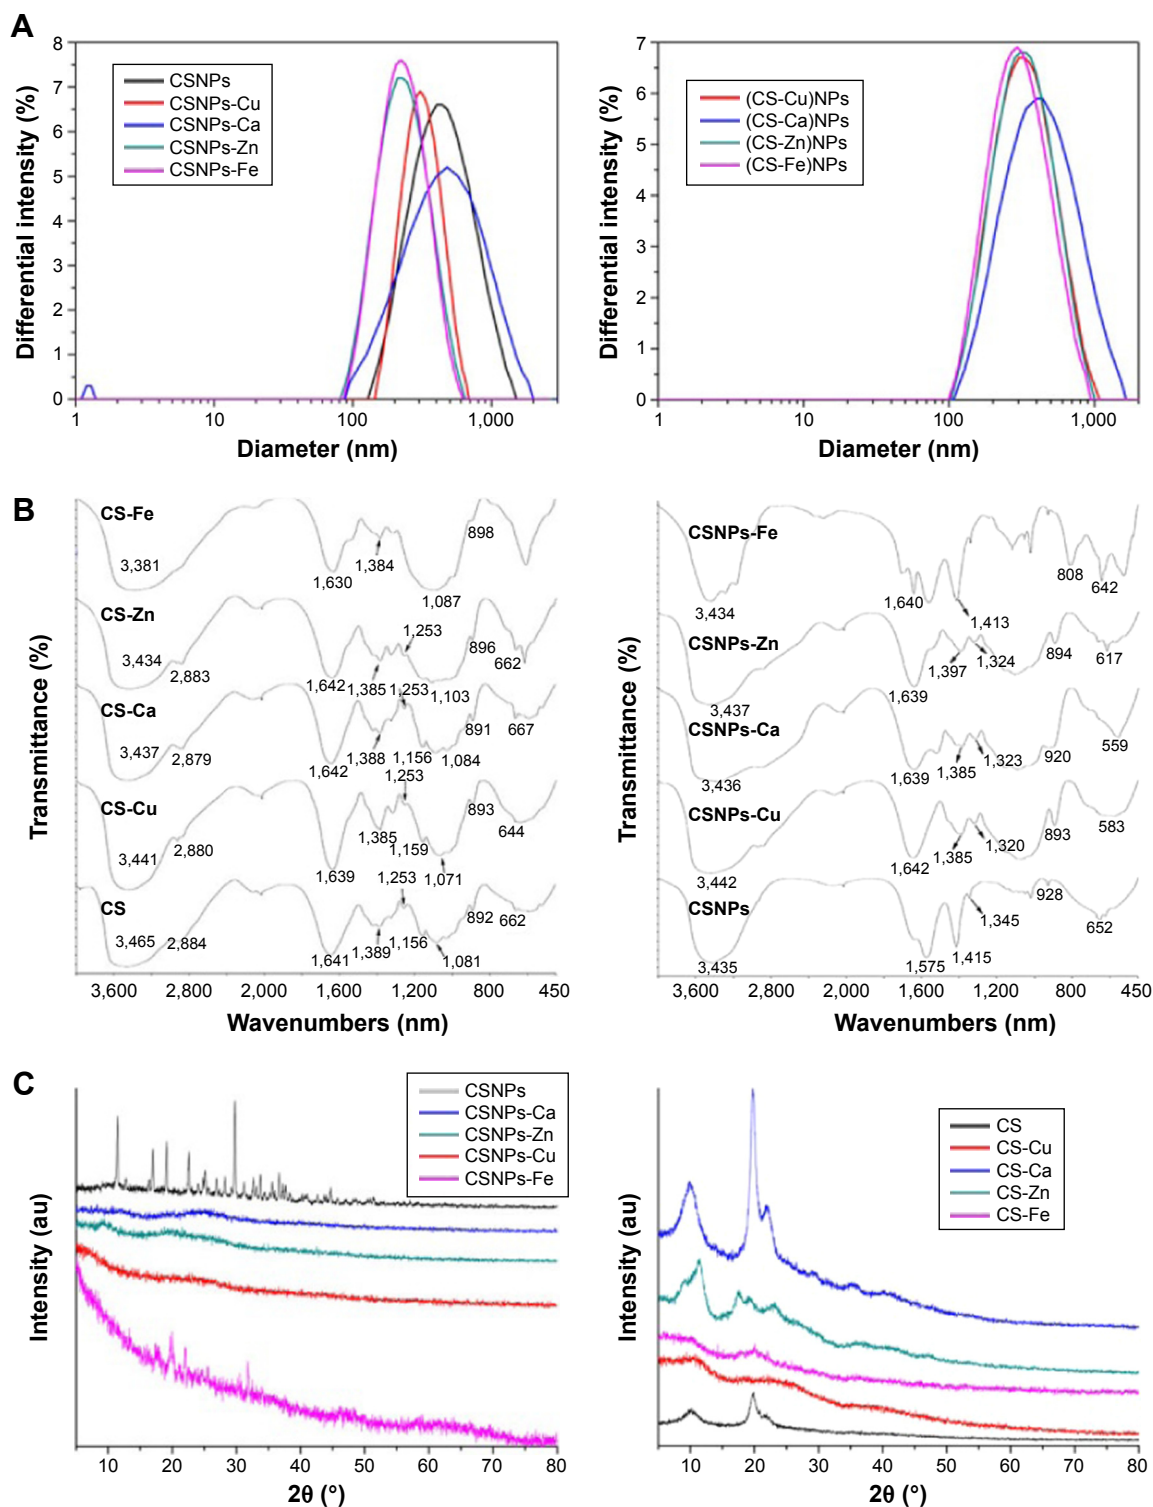 A
8
7
6
5
4
3
2
1
0
Differential intensity (%)
CSNPs
CSNPs-Cu
CSNPs-Ca
CSNPs-Zn
CSNPs-Fe
1
10
100
1,000
Diameter (nm)
7
6
5
4
3
2
1
0
Differential intensity (%)
(CS-Cu)NPs
(CS-Ca)NPs
(CS-Zn)NPs
(CS-Fe)NPs
1
10
100
1,000
Diameter (nm)
B
Transmittance (%)
CS-Fe
3,381
1,630
1,384
1,087
898
CS-Zn
3,434
2,883
1,642
1,385
1,253
1,253
1,103
896
662
CS-Ca
3,437
2,879
1,642
1,388
1,156
1,253
1,084
891
667
CS-Cu
3,441
2,880
1,639
1,385
1,159
1,253
1,071
893
644
CS
3,465
2,884
1,641
1,389
1,156
1,081
892
662
3,600
2,800
2,000
1,600
1,200
800
450
Wavenumbers (nm)
Transmittance (%)
CSNPs-Fe
3,434
1,640
1,413
808
642
CSNPs-Zn
3,437
1,639
1,397
1,324
894
617
CSNPs-Ca
3,436
1,639
1,385
1,323
920
559
CSNPs-Cu
3,442
1,642
1,385
1,320
893
583
CSNPs
3,435
1,575
1,415
1,345
928
652
3,600
2,800
2,000
1,600
1,200
800
450
Wavenumbers (nm)
C
Intensity (au)
CSNPs
CSNPs-Ca
CSNPs-Zn
CSNPs-Cu
CSNPs-Fe
10
20
30
40
50
60
70
80
2θ (°)
Intensity (au)
CS
CS-Cu
CS-Ca
CS-Zn
CS-Fe
10
20
30
40
50
60
70
80
2θ (°)